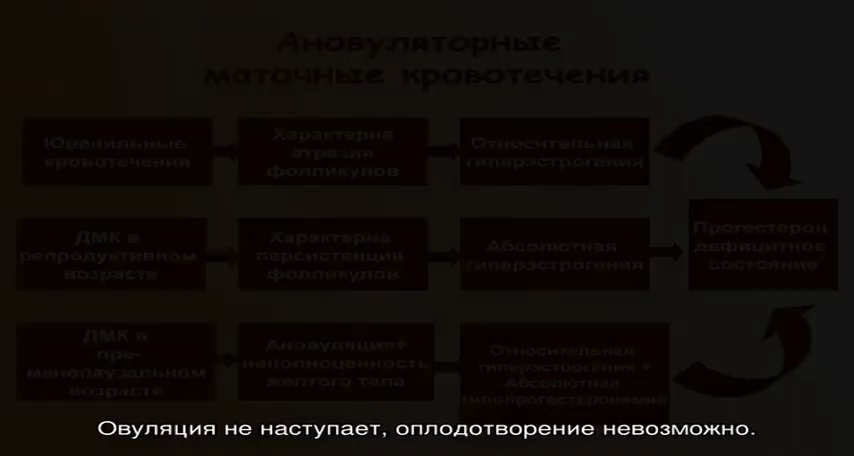 Ановуляторные
маточные кровотечения
Ювенильные
кровотечения
Характерна
атрезия
фолликулов
Относительная
гиперэстрогения
ДМК в
репродуктивном
возрасте
Характерна
персистенция
фолликулов
Абсолютная
гиперэстрогения
Прогестерон
дефицитное
состояние
ДМК в
пре-
менопаузальном
возрасте
Ановуляция+
неполноценность
желтого тела
Относительная
гиперэстрогения +
Абсолютная
гипопрогестеронемия
Овуляция не наступает, оплодотворение невозможно.